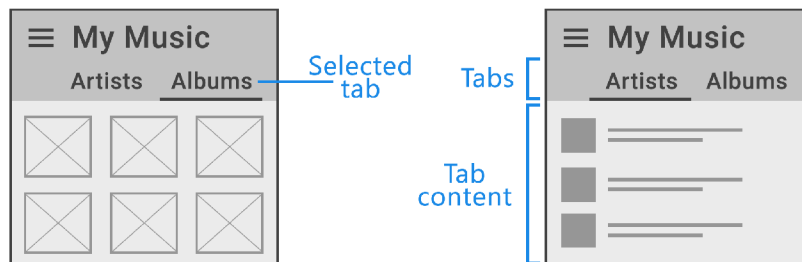 My Music
Artists Albums
Selected
tab
Tabs
Tab
content
My Music
Artists Albums